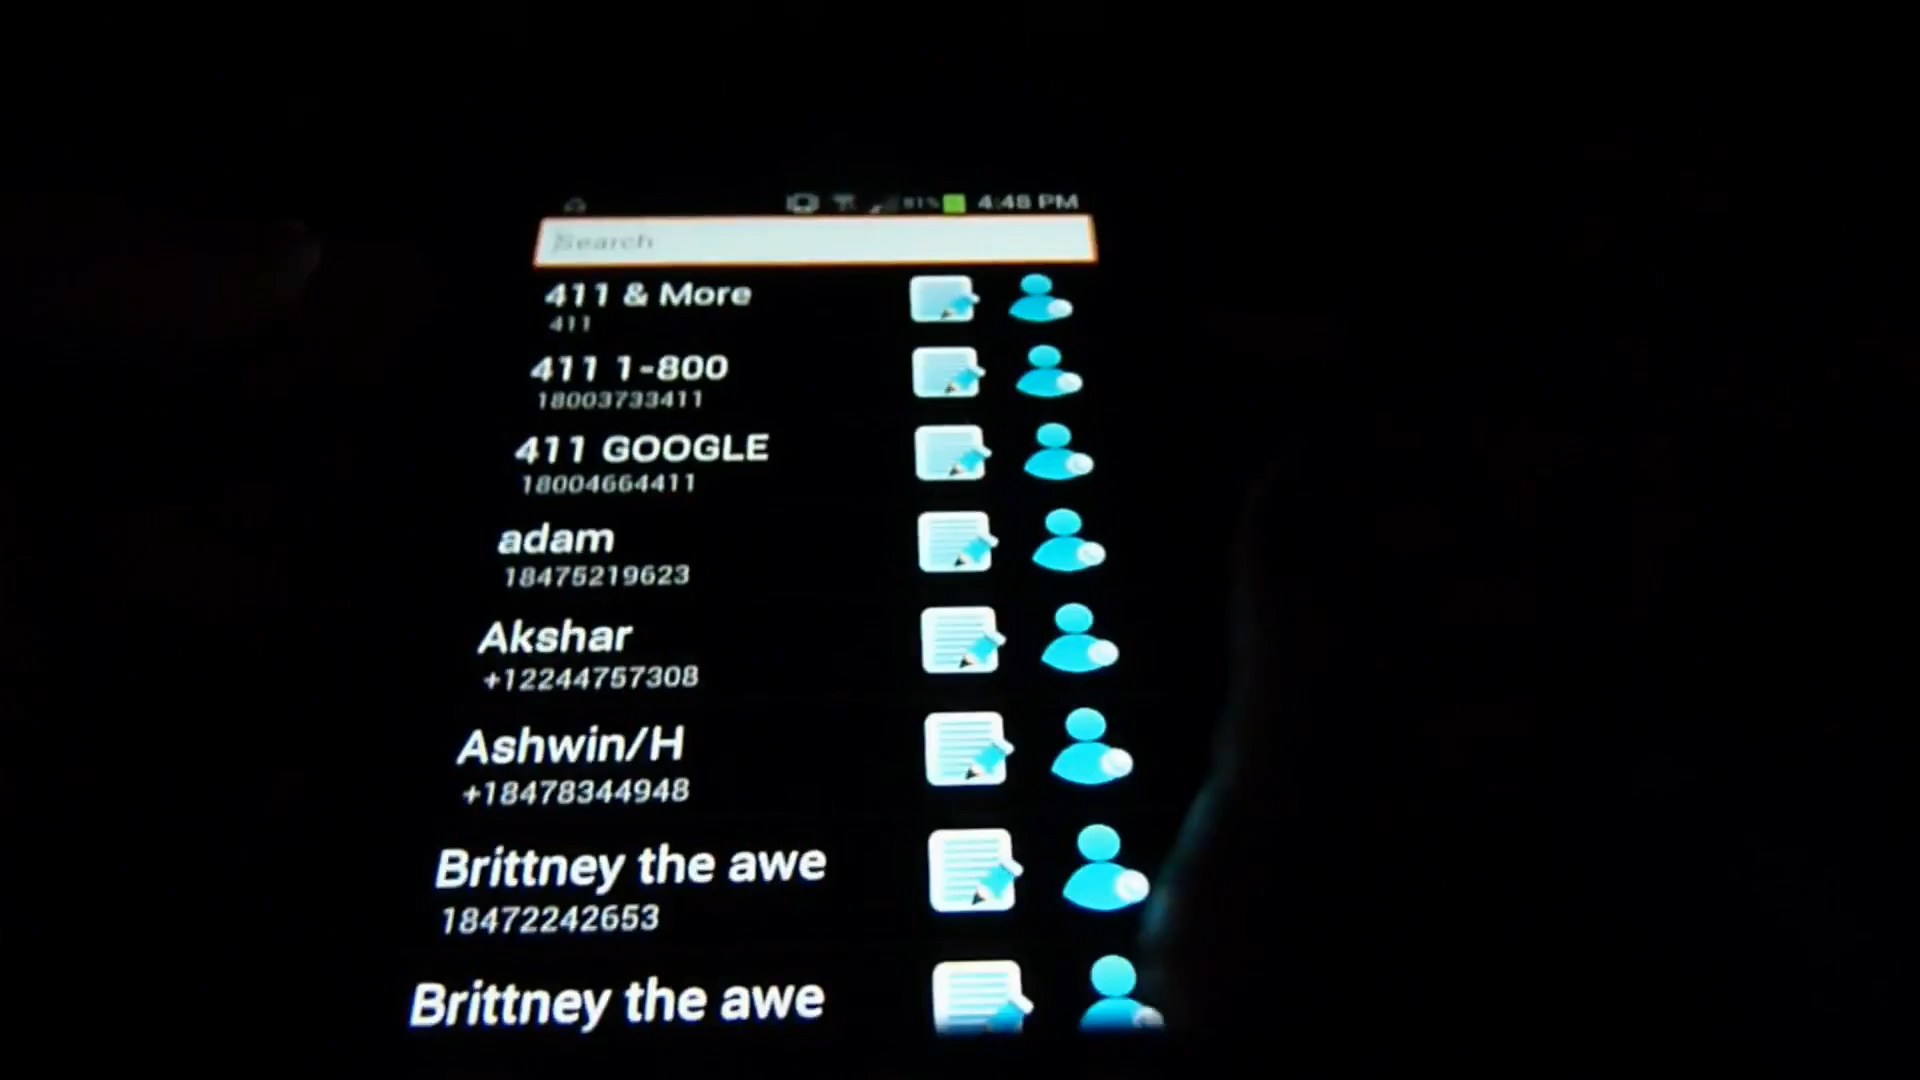 81% 4:48 PM
Search
411 & More
411
411 1-800
18003733411
411 GOOGLE
18004664411
adam
18475219623
Akshar
+12244757308
Ashwin/H
+18478344948
Brittney the awe
18472242653
Brittney the awe